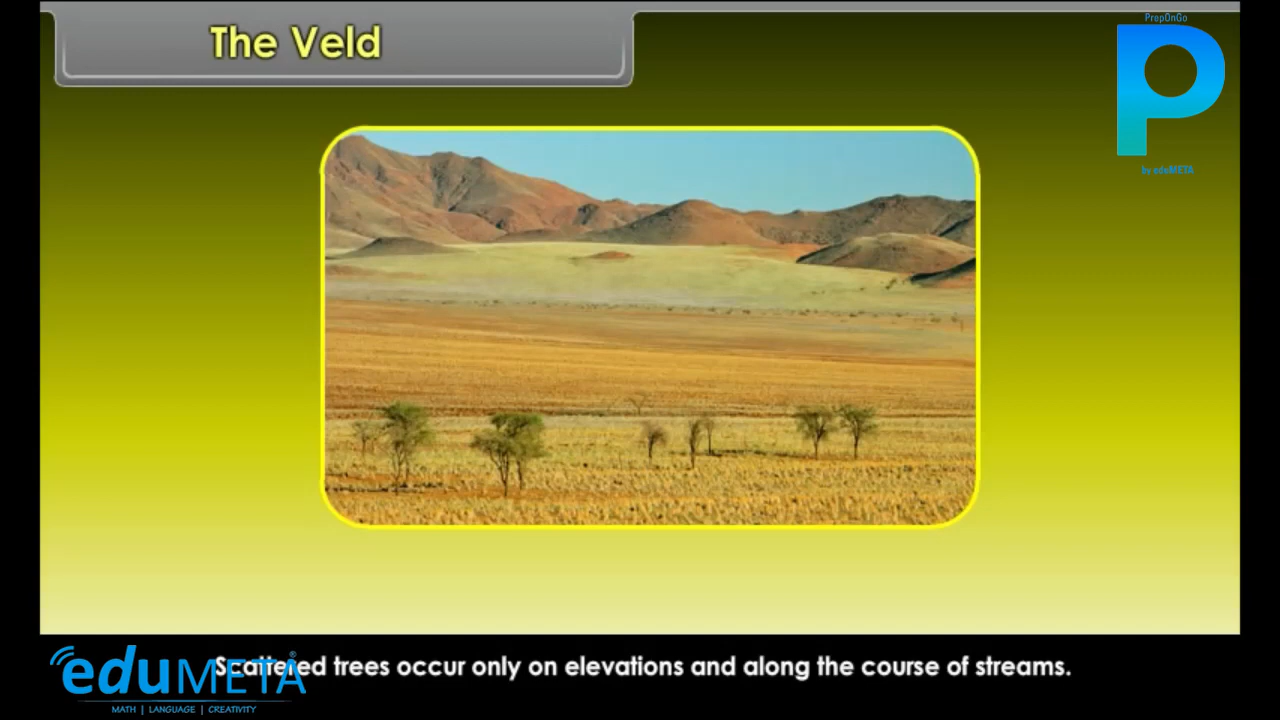 The Veld
PrepOnGo
P
by eduMETA
Scattered trees occur only on elevations and along the course of streams.
eduMETA®
MATH | LANGUAGE | CREATIVITY